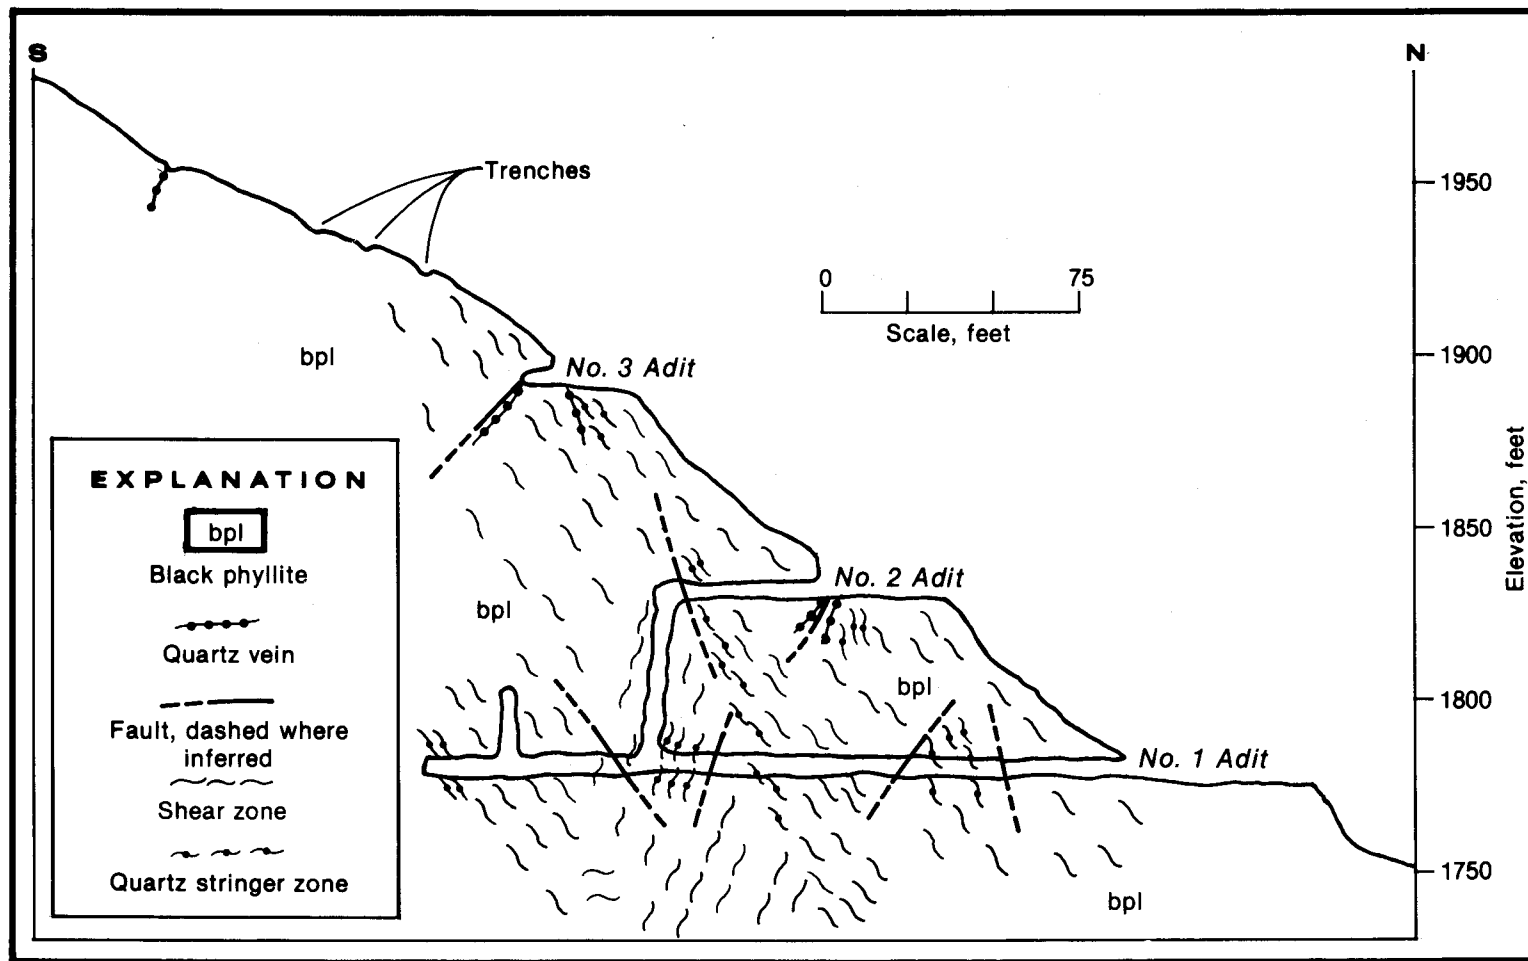 S
N
Trenches
1950
0 75
Scale, feet
bpl
1900
No. 3 Adit
EXPLANATION
bpl
Black phyllite
Quartz vein
Fault, dashed where
inferred
Shear zone
Quartz stringer zone
Elevation, feet
1850
No. 2 Adit
bpl
bpl
1800
No. 1 Adit
1750
bpl